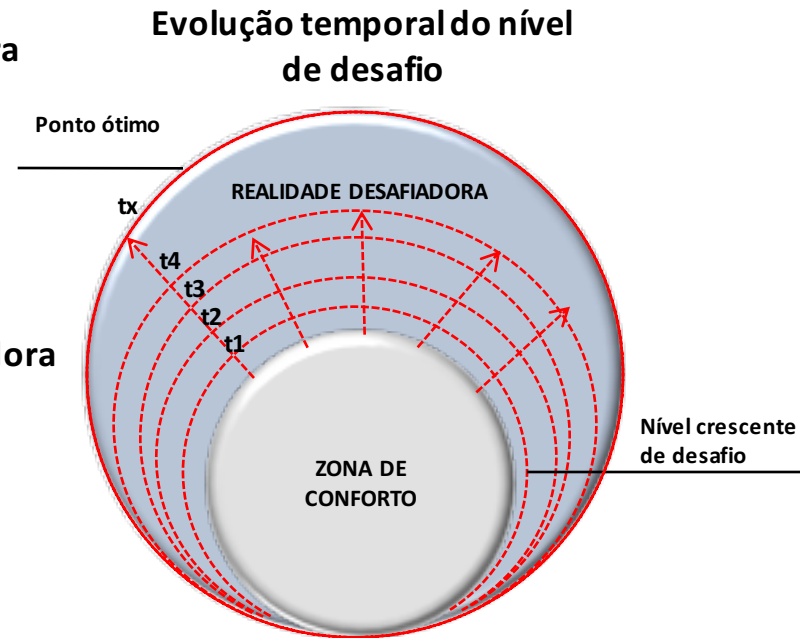 Evolução temporal do nível
de desafio
ra
Ponto ótimo
REALIDADE DESAFIADORA
tx
t4
t3
t2
t1
ora
Nível crescente
de desafio
ZONA DE
CONFORTO